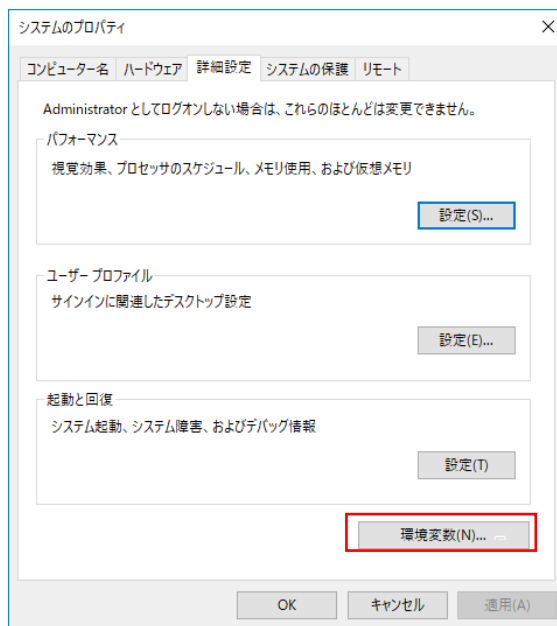 システムのプロパティ
コンピューター名 ハードウェア 詳細設定 システムの保護 リモート
Administrator としてログオンしない場合は、これらのほとんどは変更できません。
パフォーマンス
視覚効果、プロセッサのスケジュール、メモリ使用、および仮想メモリ
設定(S)...
ユーザー プロファイル
サインインに関連したデスクトップ設定
設定(E)...
起動と回復
システム起動、システム障害、およびデバッグ情報
設定(T)
環境変数(N)...
OK キャンセル 適用(A)